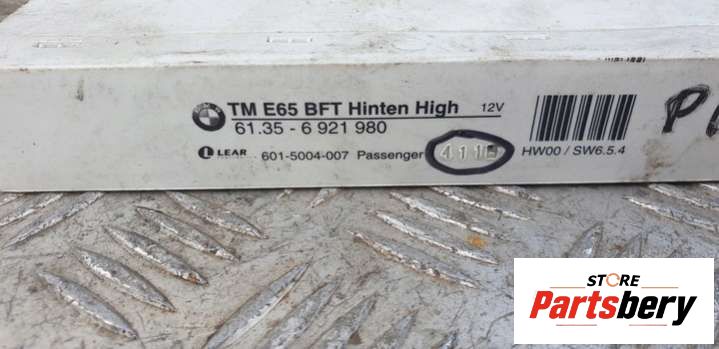 TM E65 BFT Hinten High 12V
61.35 - 6 921 980
LEAR 601-5004-007 Passenger
HW00 / SW6.5.4
STORE
Partsbery